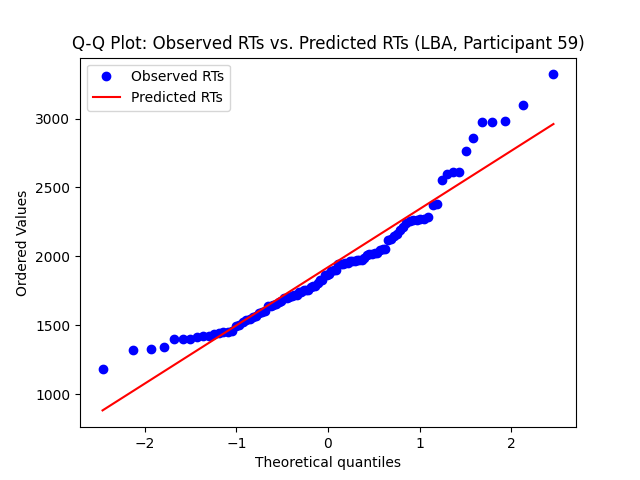 Q-Q Plot: Observed RTs vs. Predicted RTs (LBA, Participant 59)
Observed RTs
Predicted RTs
3000
2500
2000
1500
1000
Ordered Values
−2
−1
0
1
2
Theoretical quantiles